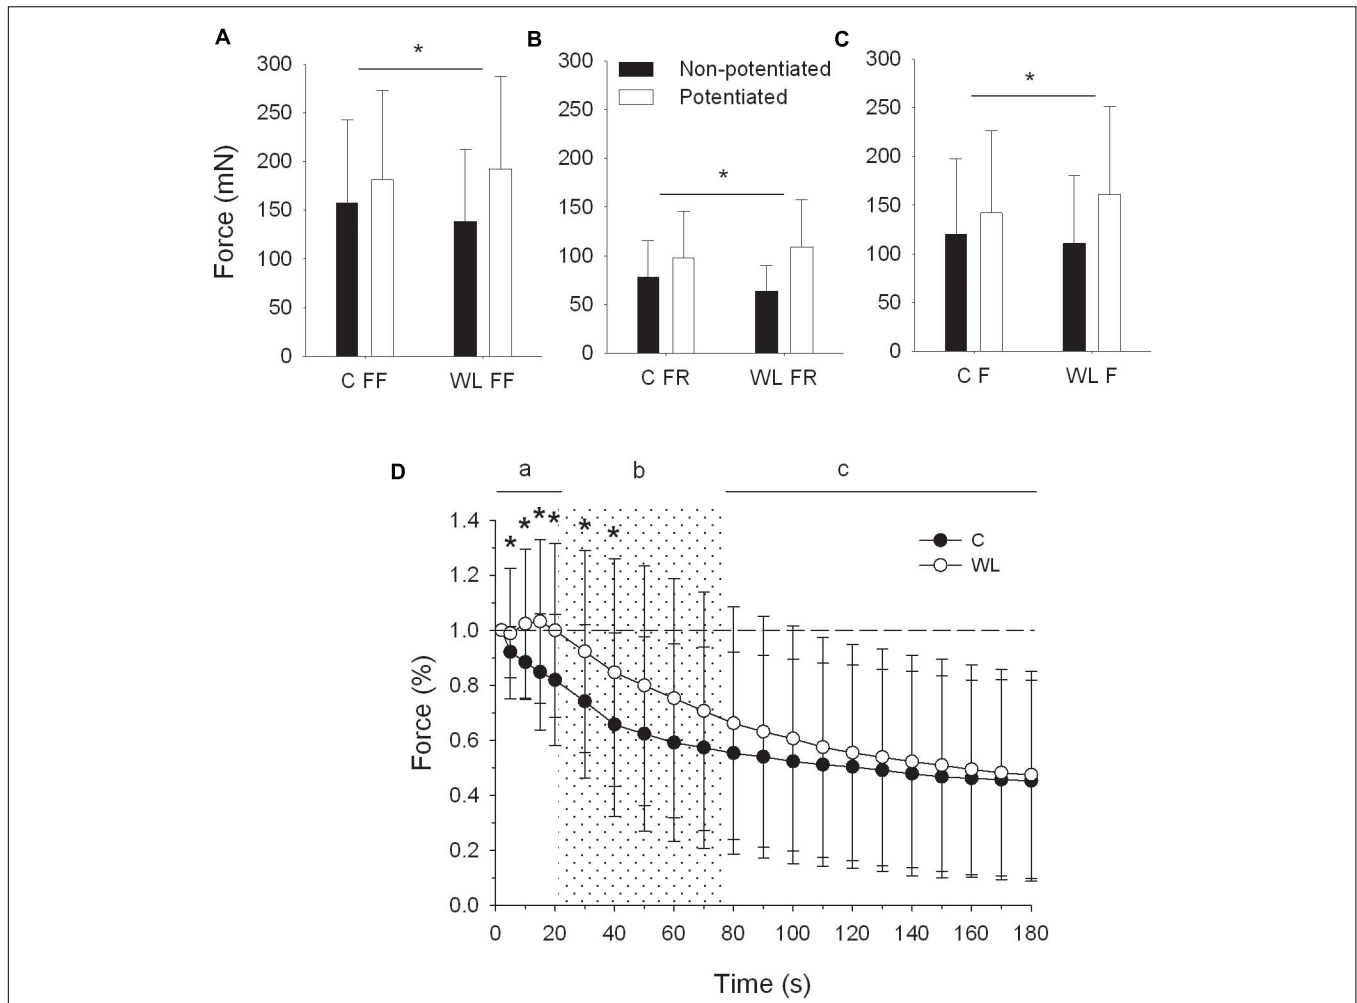 A
*
300
250
200
150
100
50
0
Force (mN)
C FF WL FF
B
300
250
200
150
100
50
0
Non-potentiated
Potentiated
*
C FR WL FR
C
300
250
200
150
100
50
0
*
C F WL F
D
a b c
* * * * * *
1.4
1.2
1.0
0.8
0.6
0.4
0.2
0.0
Force (%)
C
WL
0 20 40 60 80 100 120 140 160 180
Time (s)